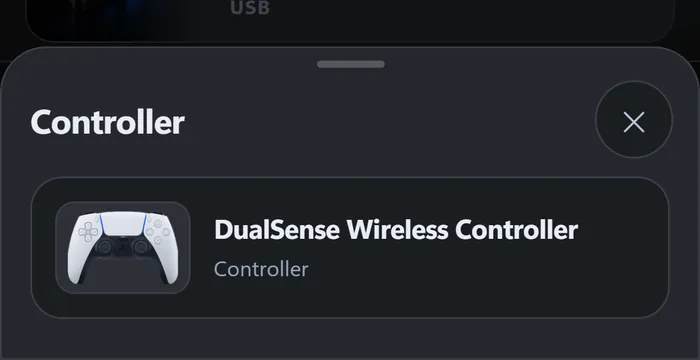 USB
Controller
DualSense Wireless Controller
Controller